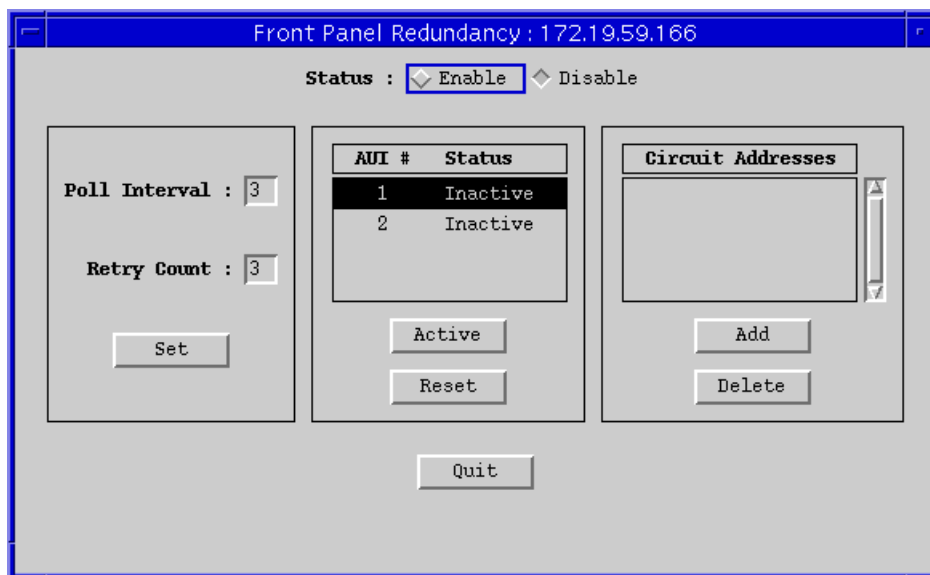 Front Panel Redundancy : 172.19.59.166
Status : Enable Disable
Poll Interval : 3
Retry Count : 3
Set
AUI # Status
1 Inactive
2 Inactive
Active
Reset
Circuit Addresses
Add
Delete
Quit